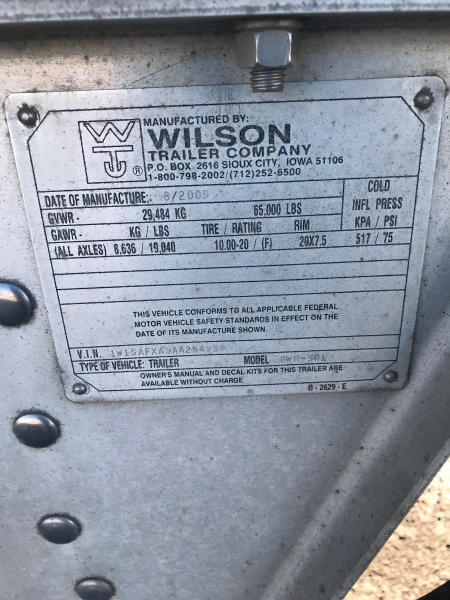 MANUFACTURED BY:
WILSON
TRAILER COMPANY
P.O. BOX 2616 SIOUX CITY, IOWA 51106
1-800-798-2002/(712)252-6500
DATE OF MANUFACTURE: 8/2009
COLD
GVWR - 29,484 KG 65.000 LBS
INFL PRESS
GAWR - KG / LBS TIRE / RATING RIM
KPA / PSI
(ALL AXLES) 8.636 / 19.040 10.00-20 / (F) 20X7.5 517 / 75
THIS VEHICLE CONFORMS TO ALL APPLICABLE FEDERAL
MOTOR VEHICLE SAFETY STANDARDS IN EFFECT ON THE
DATE OF ITS MANUFACTURE SHOWN.
V.I.N.
TYPE OF VEHICLE: TRAILER MODEL
OWNER'S MANUAL AND DECAL KITS FOR THIS TRAILER ARE
AVAILABLE WITHOUT CHARGE.
B - 2629 - E